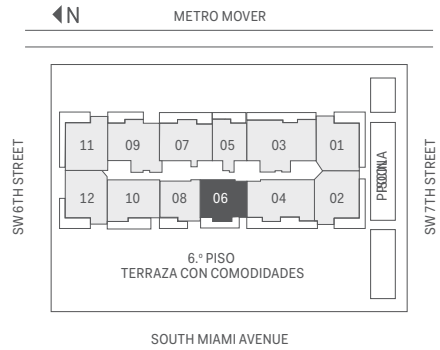 N
METRO MOVER
SW 6TH STREET
11 09 07 05 03 01
12 10 08 06 04 02
SW 7TH STREET
6.º PISO
TERRAZA CON COMODIDADES
SOUTH MIAMI AVENUE